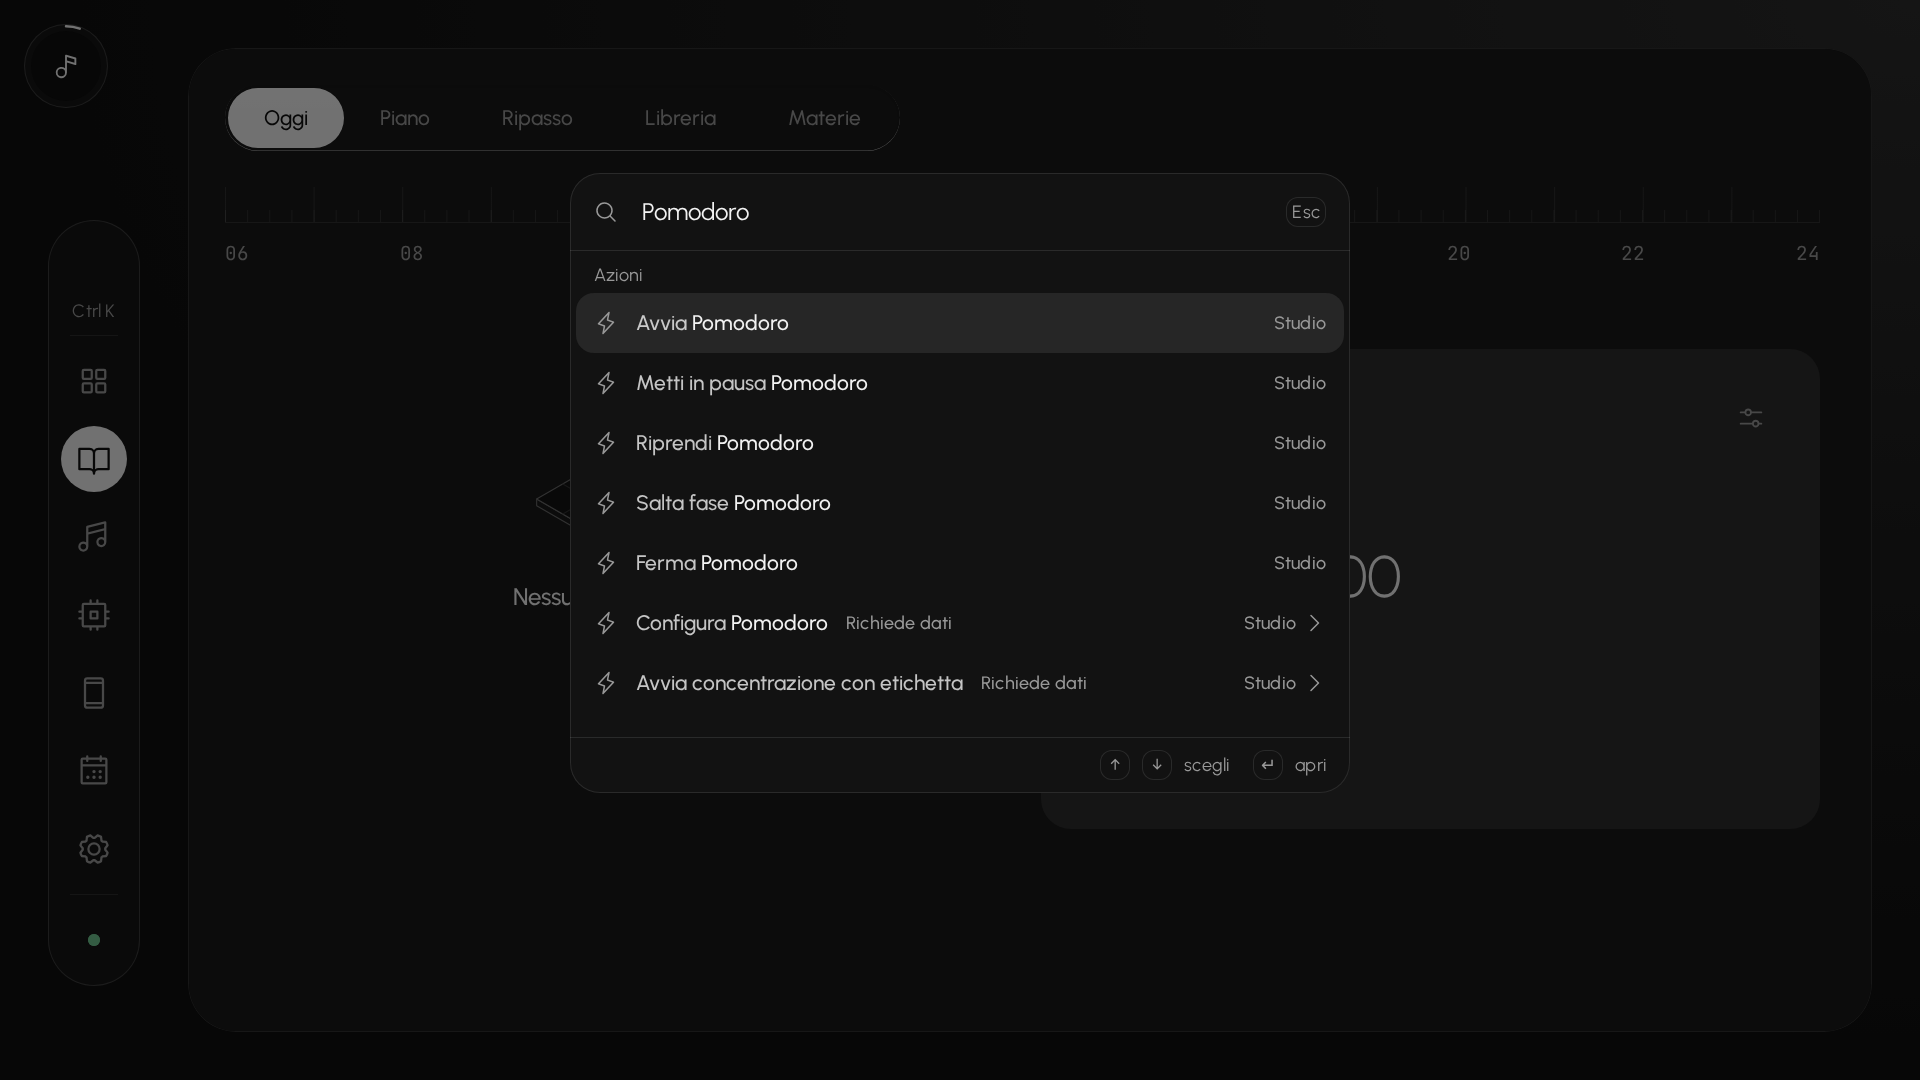 Oggi Piano Ripasso Libreria Materie
Pomodoro Esc
06 08 20 22 24
Azioni
Ctrl K
Avvia Pomodoro Studio
Metti in pausa Pomodoro Studio
Riprendi Pomodoro Studio
Salta fase Pomodoro Studio
Ferma Pomodoro Studio
Nessu
00
Configura Pomodoro Richiede dati Studio
Avvia concentrazione con etichetta Richiede dati Studio
scegli apri